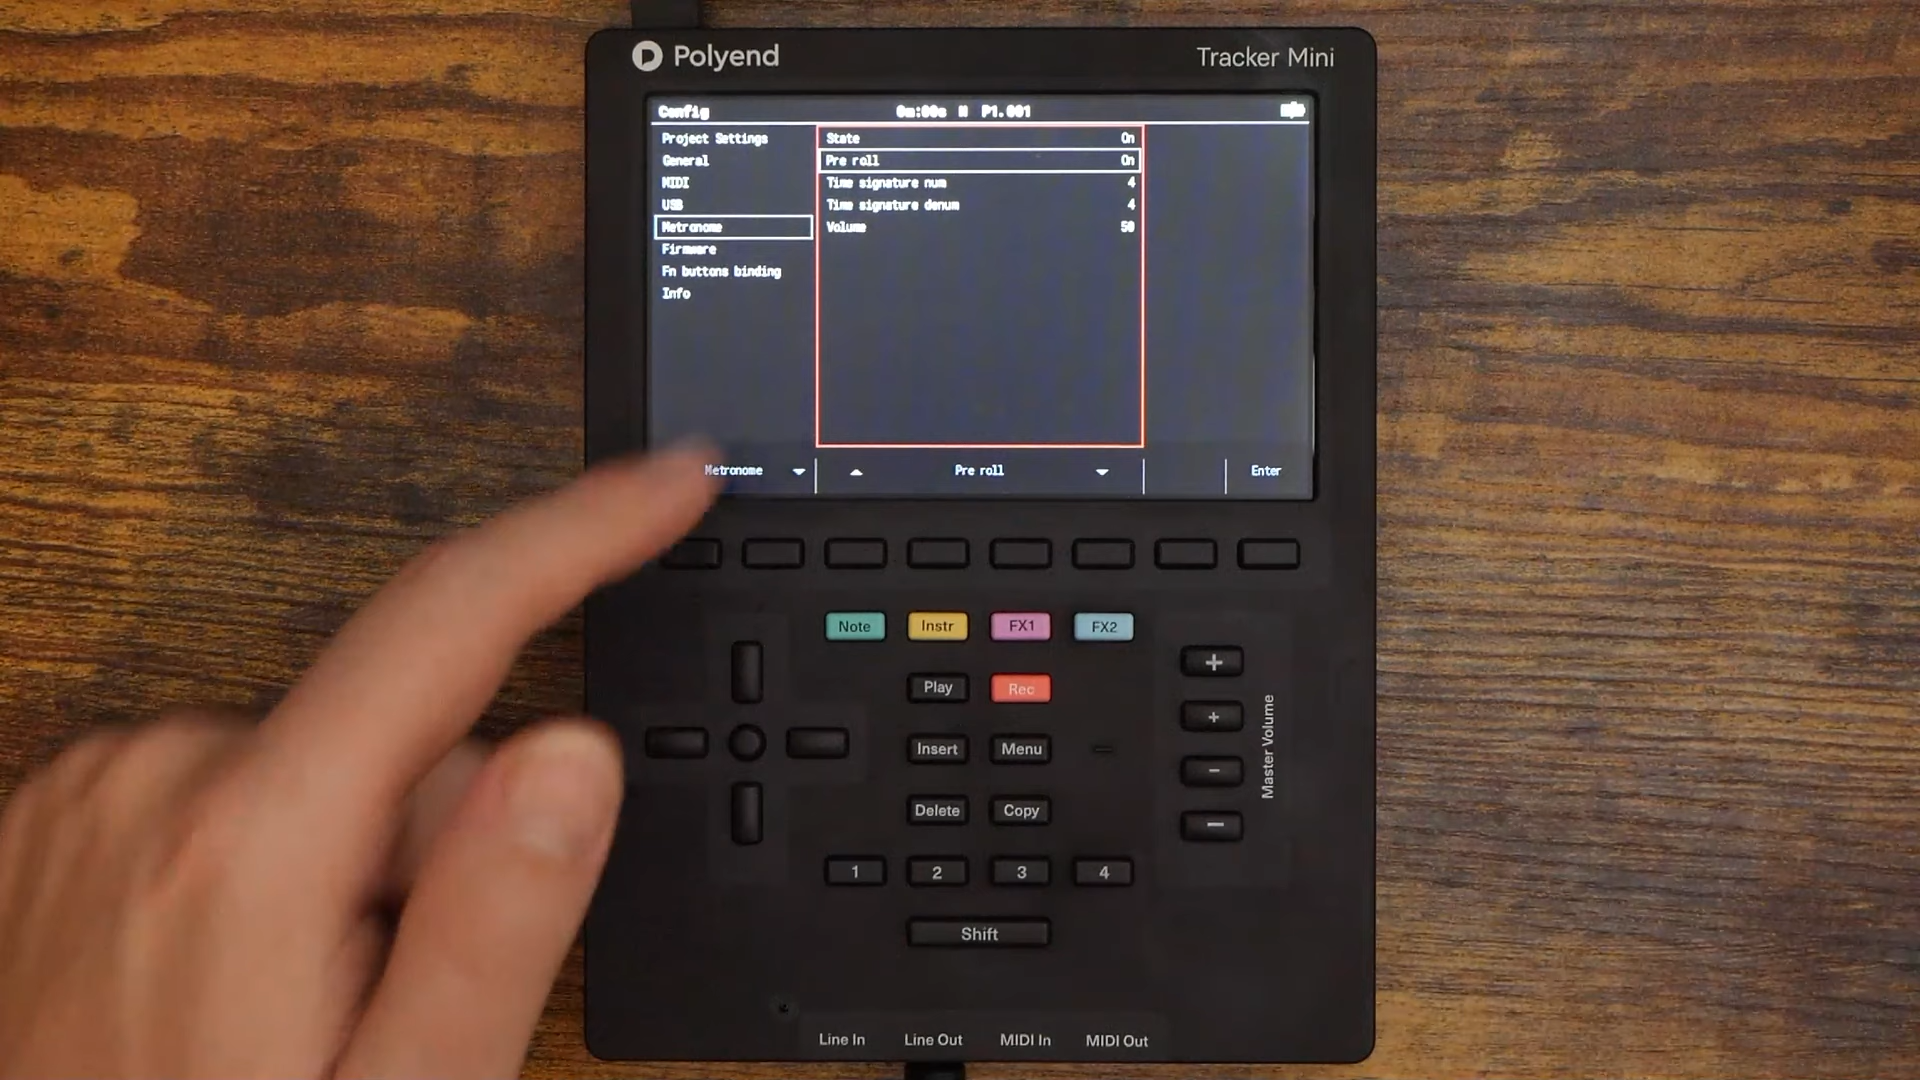 Polyend
Tracker Mini
Config
P1.001
Project Settings
General
MIDI
USB
Metronome
Firmware
Fn buttons binding
Info
State On
Pre roll On
Time signature num 4
Time signature denum 4
Volume 50
Metronome
Pre roll
Enter
Note
Instr
FX1
FX2
Play
Rec
Insert
Menu
Delete
Copy
1
2
3
4
Shift
+
+
-
-
Master Volume
Line In
Line Out
MIDI In
MIDI Out